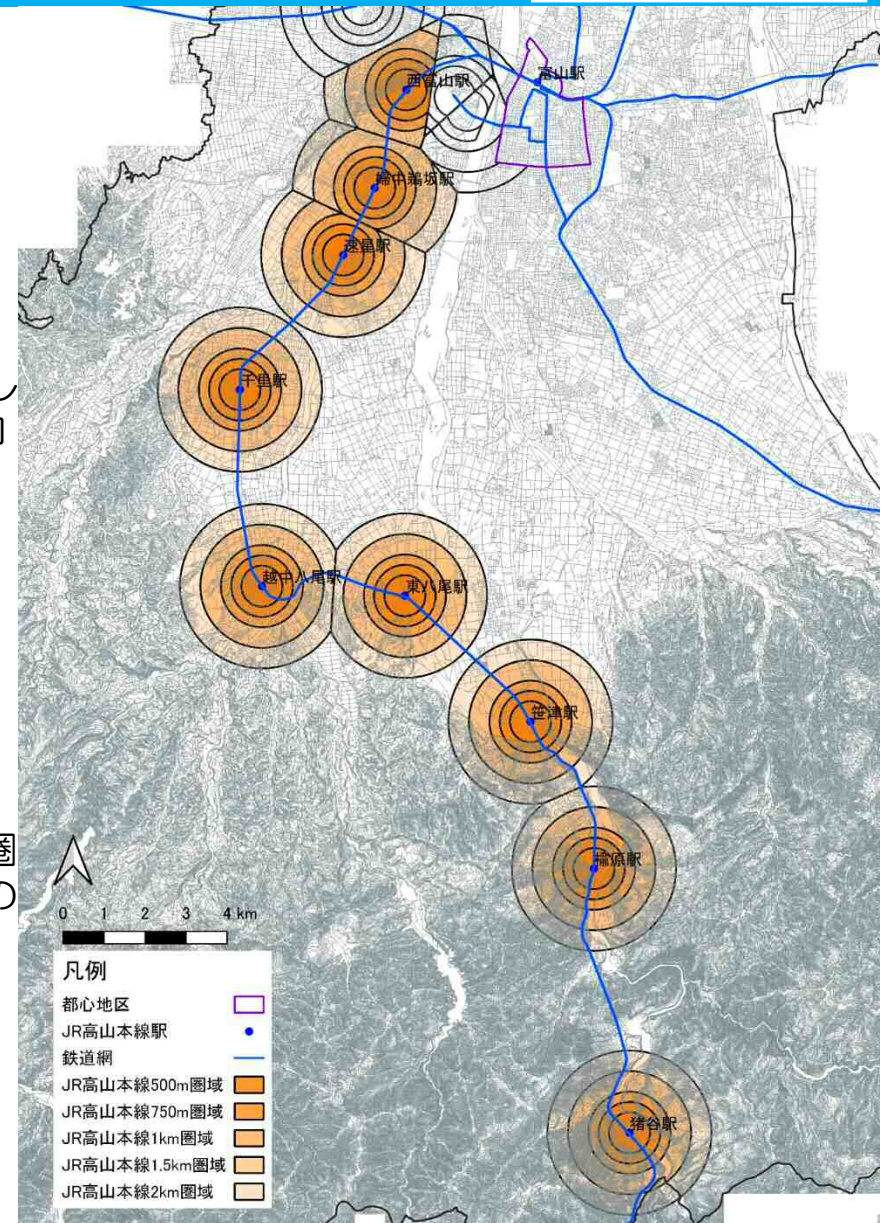 西富山駅
富山駅
婦中鵜坂駅
速星駅
千里駅
し
越中八尾駅
東八尾駅
笹津駅
楡原駅
圏
の
0 1 2 3 4 km
凡例
都心地区
JR高山本線駅
鉄道網
JR高山本線500m圏域
JR高山本線750m圏域
JR高山本線1km圏域
JR高山本線1.5km圏域
JR高山本線2km圏域
猪谷駅